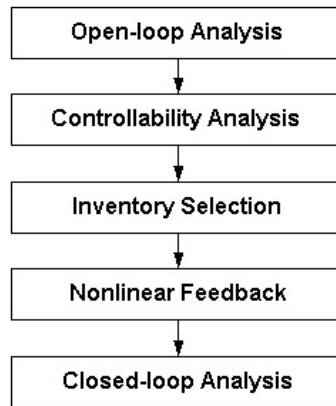 Open-loop Analysis
Controllability Analysis
Inventory Selection
Nonlinear Feedback
Closed-loop Analysis